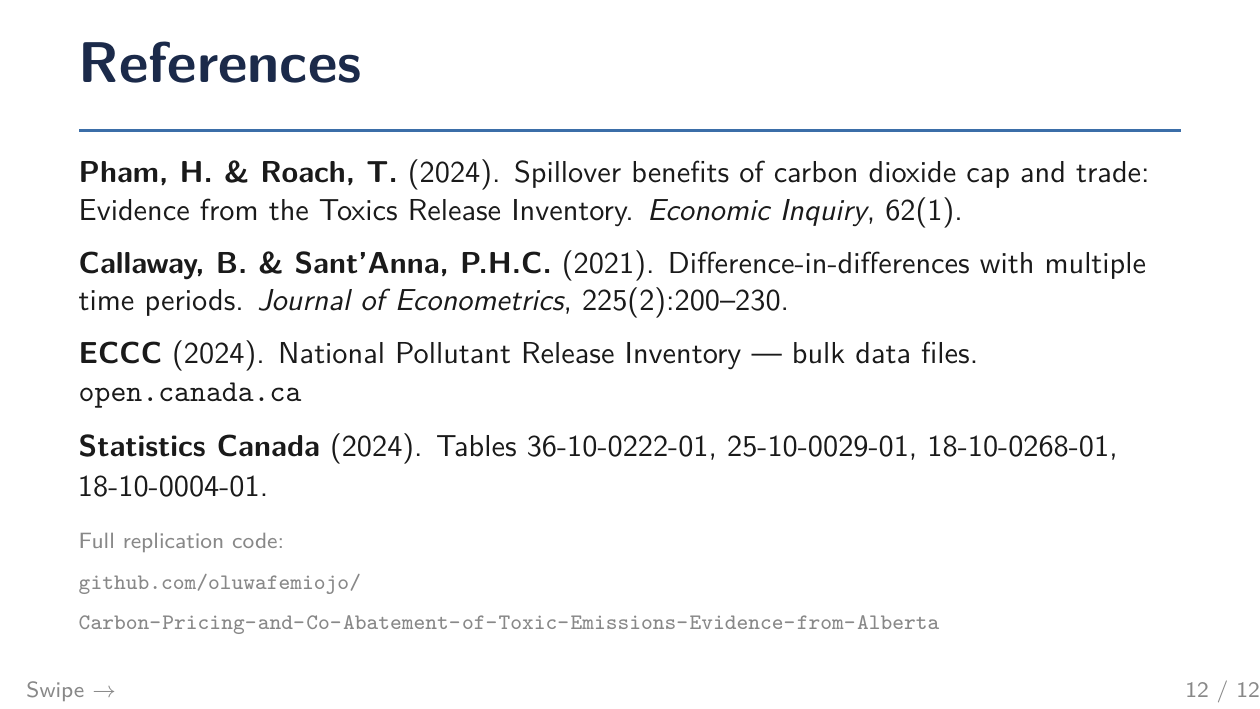 References
Pham, H. & Roach, T. (2024). Spillover benefits of carbon dioxide cap and trade:
Evidence from the Toxics Release Inventory. Economic Inquiry, 62(1).
Callaway, B. & Sant'Anna, P.H.C. (2021). Difference-in-differences with multiple
time periods. Journal of Econometrics, 225(2):200–230.
ECCC (2024). National Pollutant Release Inventory — bulk data files.
open.canada.ca
Statistics Canada (2024). Tables 36-10-0222-01, 25-10-0029-01, 18-10-0268-01,
18-10-0004-01.
Full replication code:
github.com/oluwafemiojo/
Carbon-Pricing-and-Co-Abatement-of-Toxic-Emissions-Evidence-from-Alberta
Swipe →
12 / 12